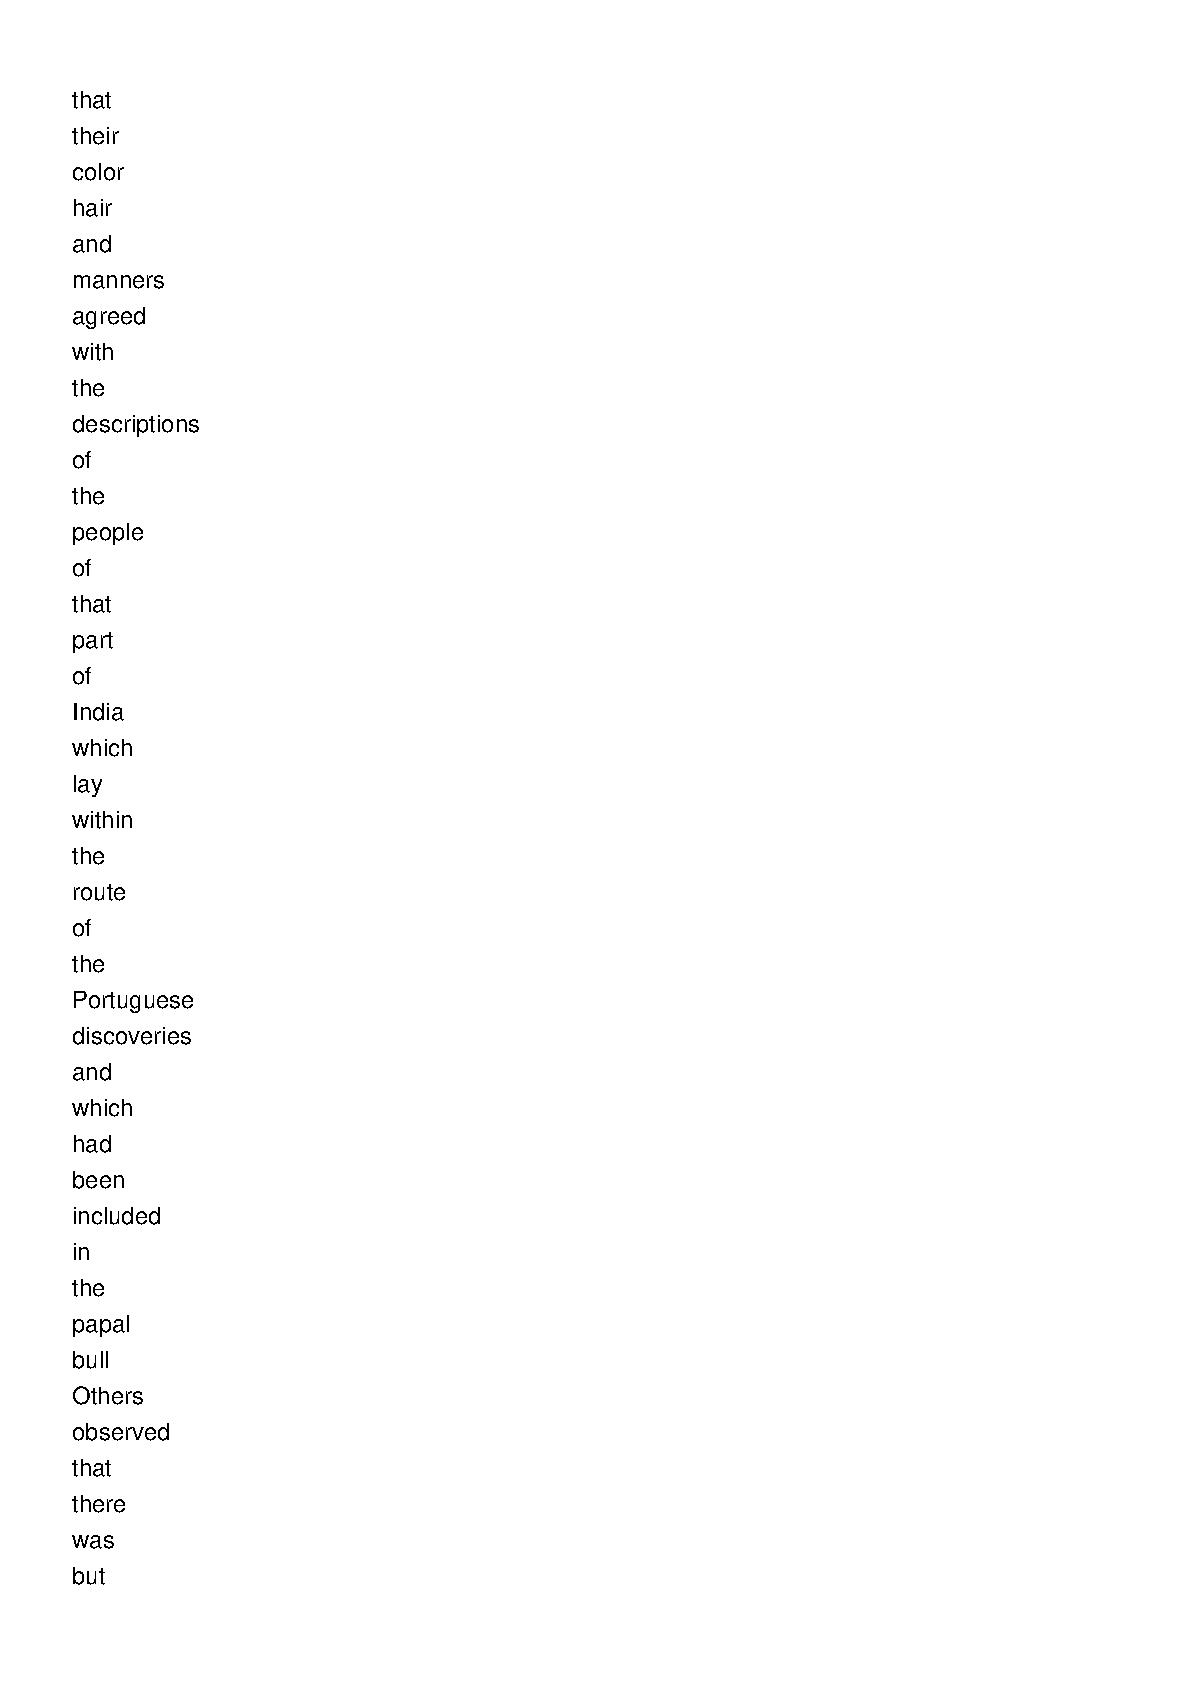 that
their
color
hair
and
manners
agreed
with
the
descriptions
of
the
people
of
that
part
of
India
which
lay
within
the
route
of
the
Portuguese
discoveries
and
which
had
been
included
in
the
papal
bull
Others
observed
that
there
was
but